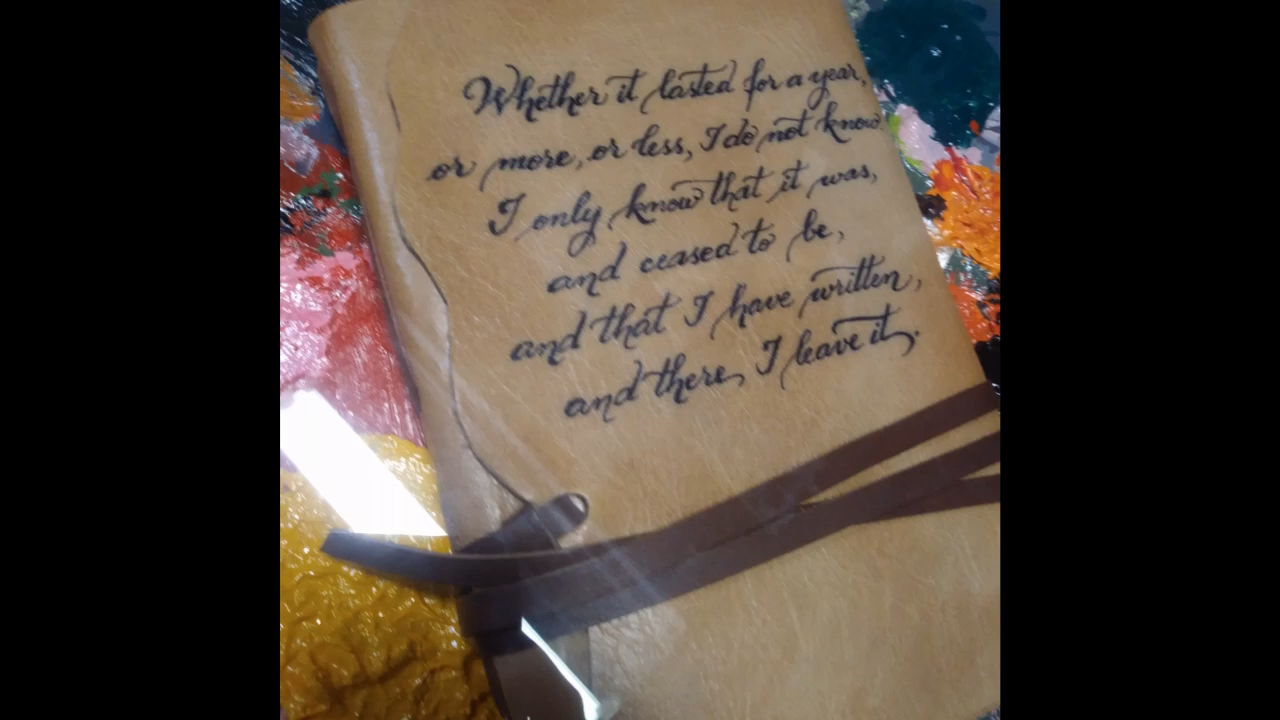 Whether it lasted for a year,
or more, or less, I do not know.
I only know that it was,
and ceased to be,
and that I have written,
and there, I leave it.